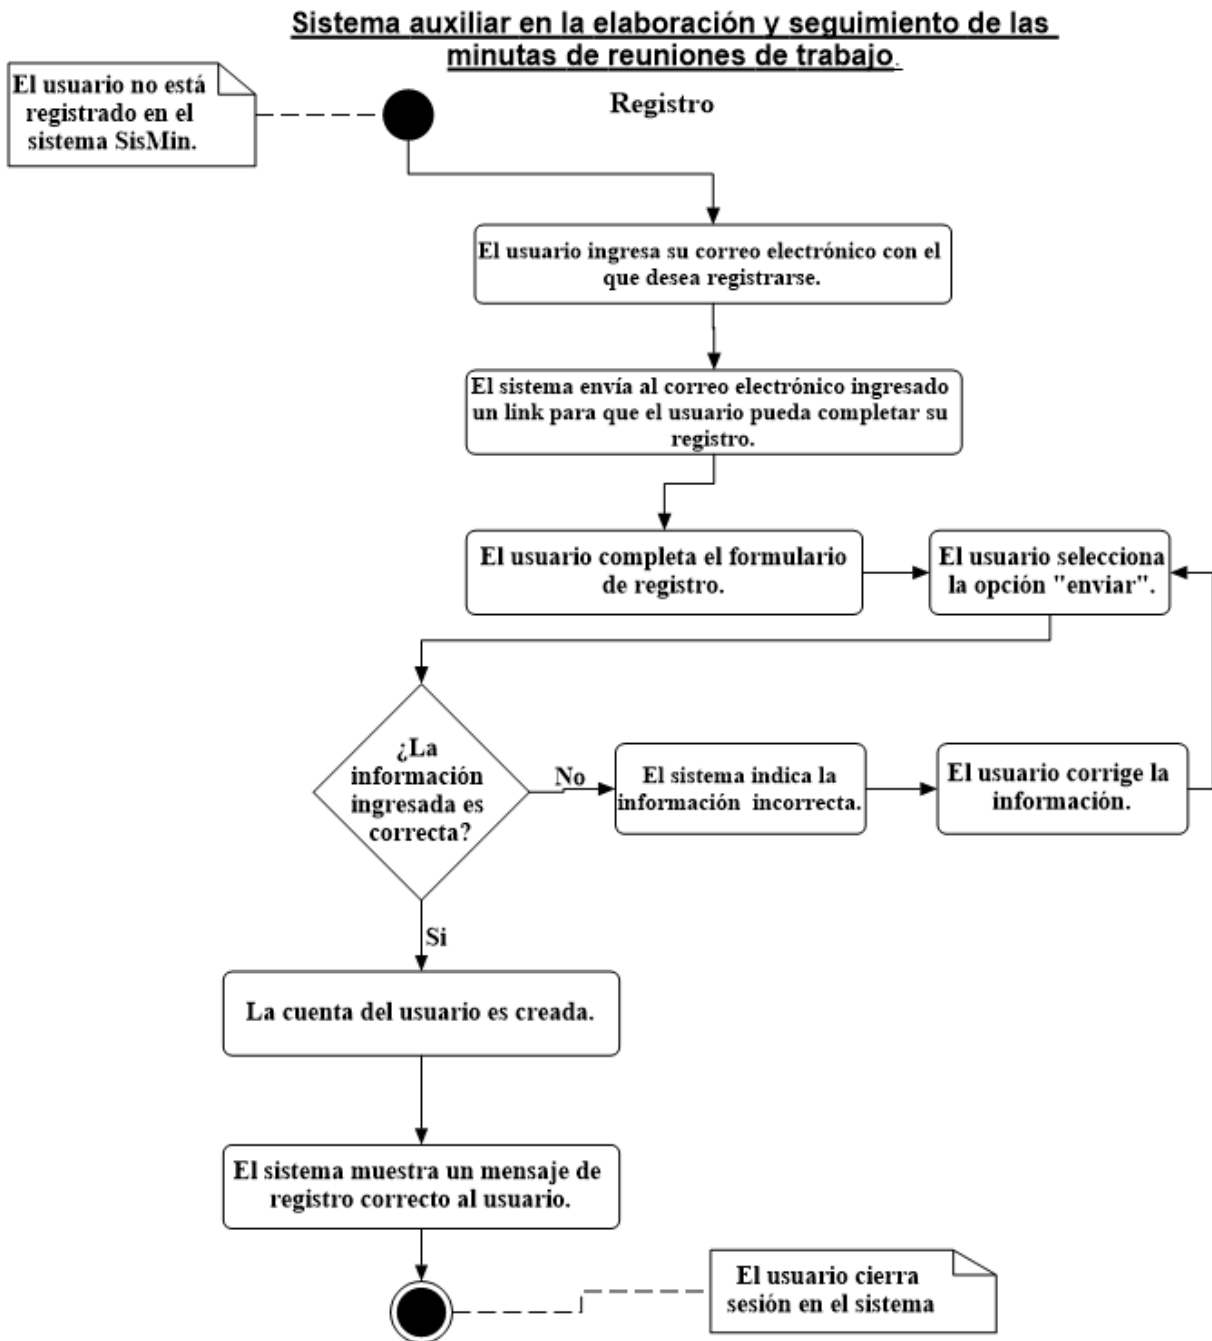 Sistema auxiliar en la elaboración y seguimiento de las
minutas de reuniones de trabajo.
El usuario no está
registrado en el
sistema SisMin.
Registro
El usuario ingresa su correo electrónico con el
que desea registrarse.
El sistema envía al correo electrónico ingresado
un link para que el usuario pueda completar su
registro.
El usuario completa el formulario
de registro.
El usuario selecciona
la opción "enviar".
¿La
información
ingresada es
correcta?
No
El sistema indica la
información incorrecta.
El usuario corrige la
información.
Si
La cuenta del usuario es creada.
El sistema muestra un mensaje de
registro correcto al usuario.
El usuario cierra
sesión en el sistema